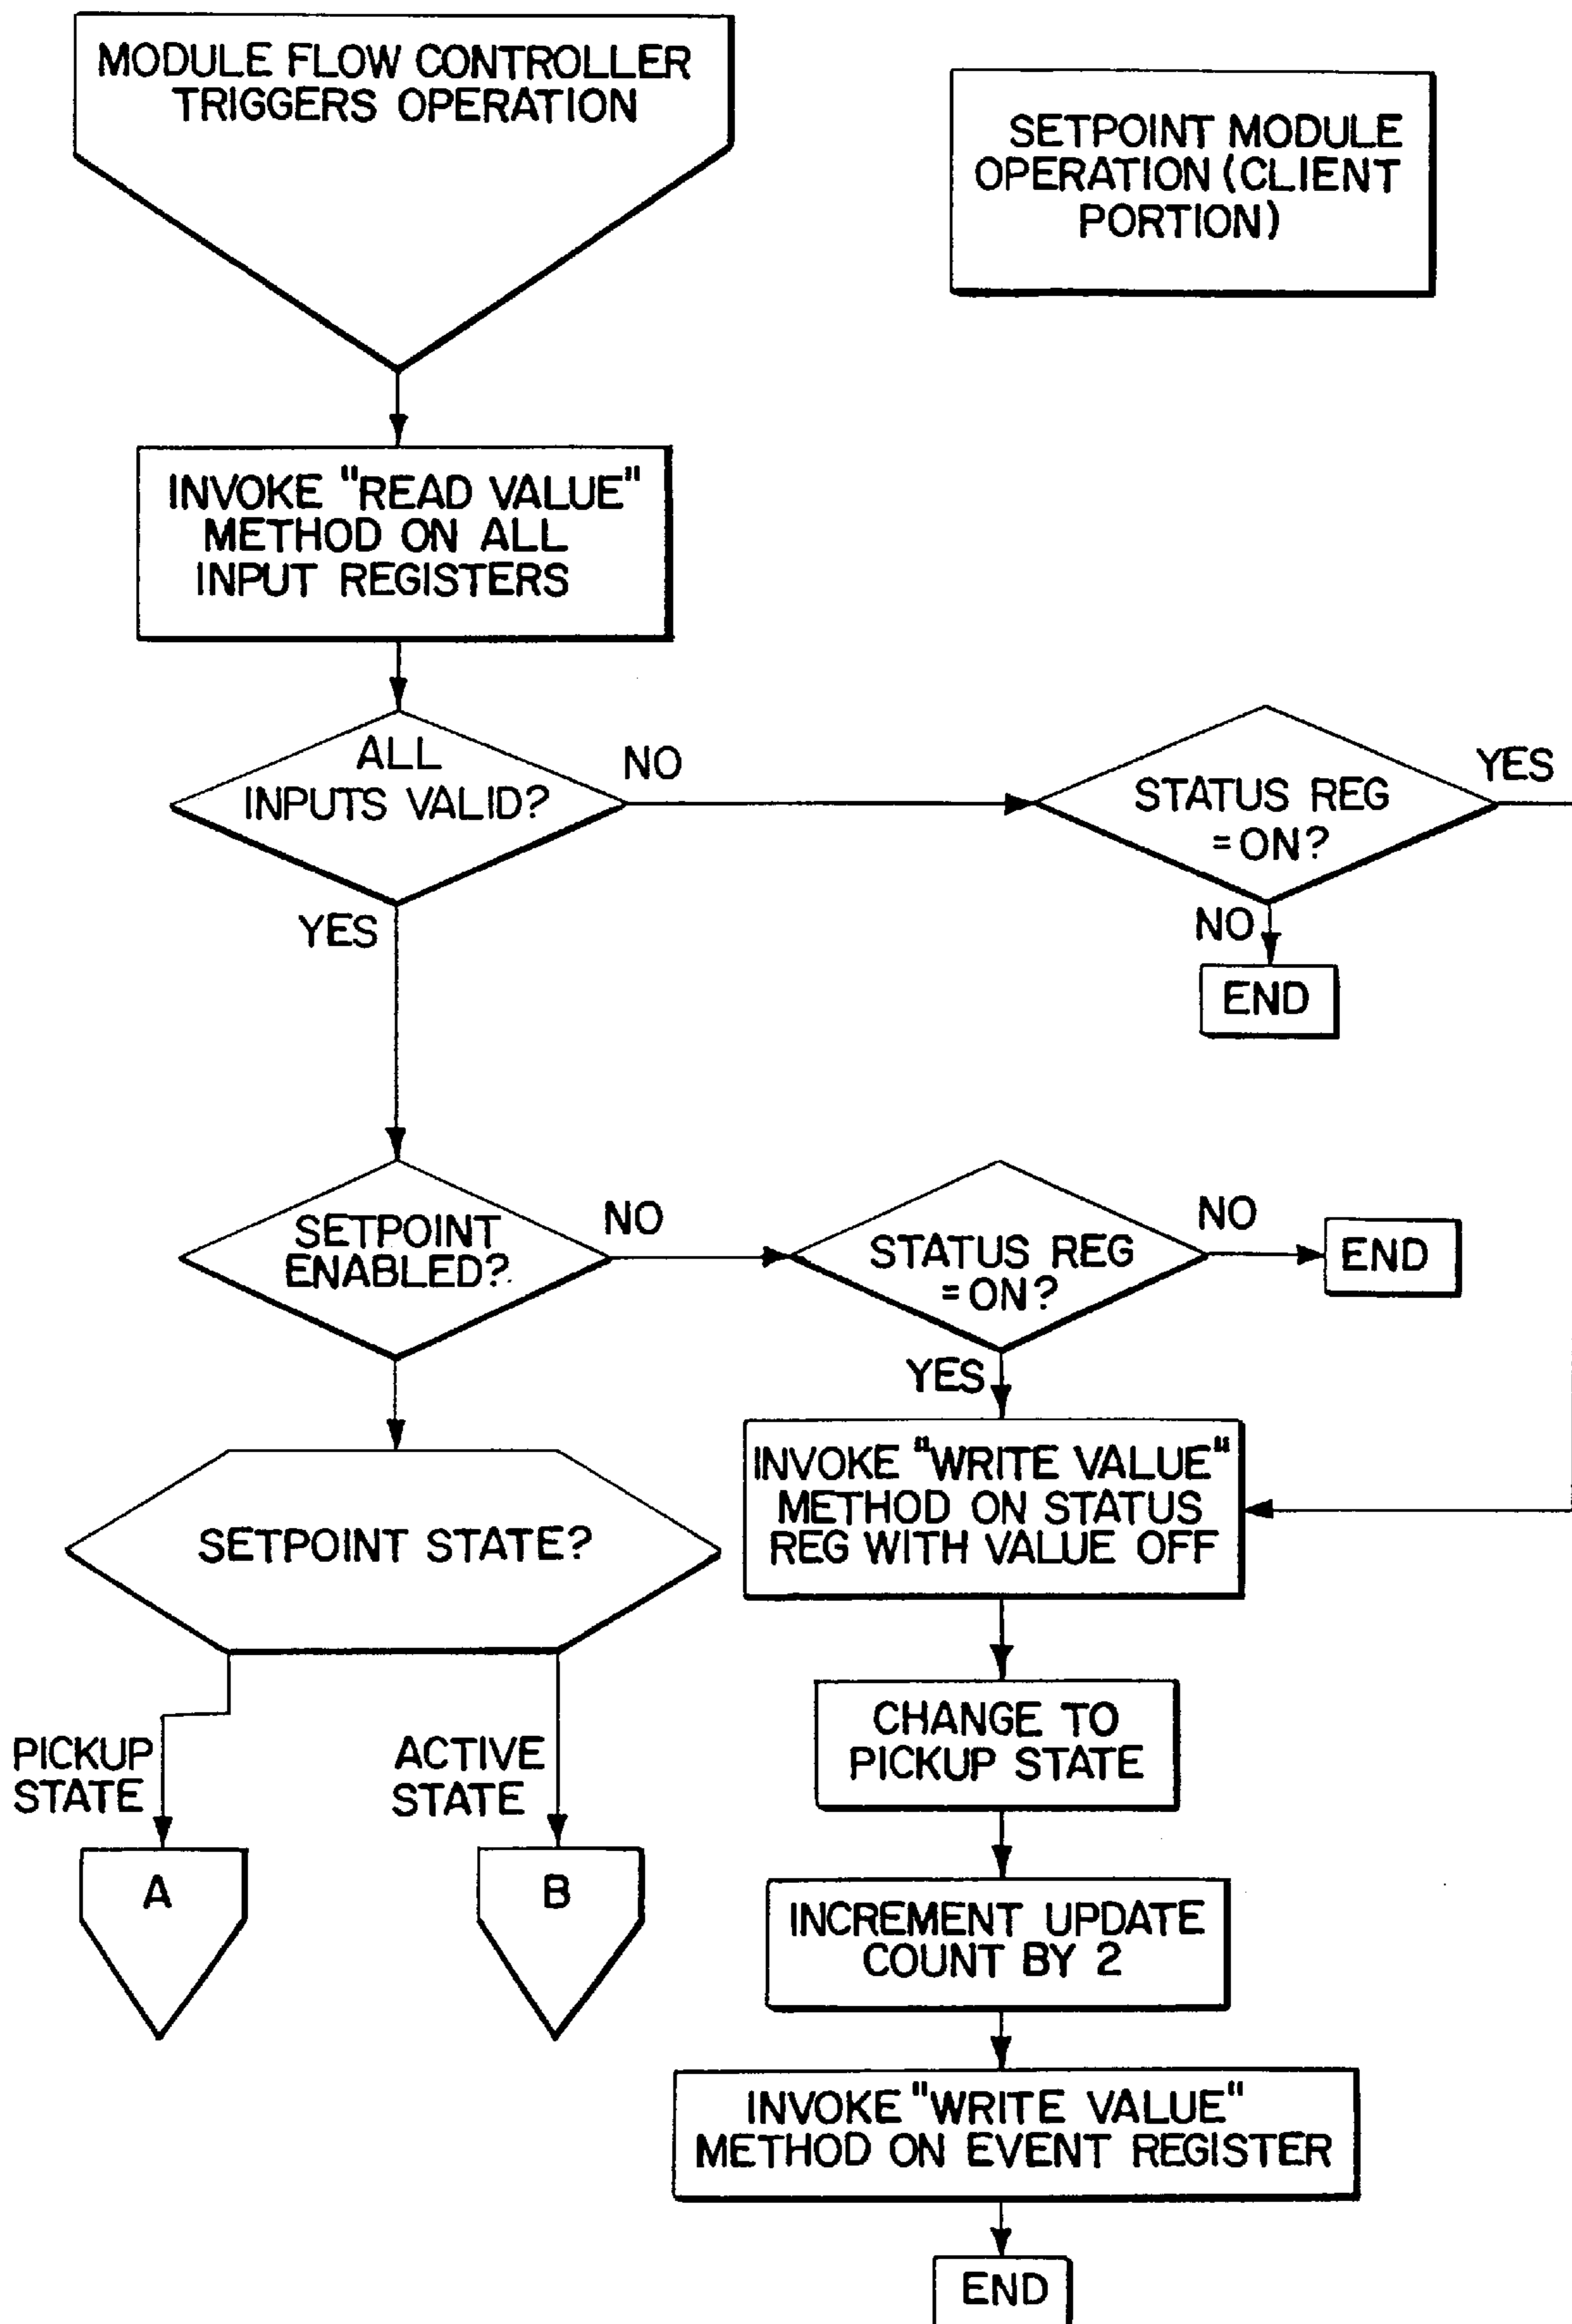 MODULE FLOW CONTROLLER
TRIGGERS OPERATION
SETPOINT MODULE
OPERATION (CLIENT
PORTION)
INVOKE "READ VALUE"
METHOD ON ALL
INPUT REGISTERS
ALL
INPUTS VALID?
NO
STATUS REG
=ON?
YES
YES
NO
END
SETPOINT
ENABLED?
NO
STATUS REG
=ON?
NO
END
YES
INVOKE "WRITE VALUE"
METHOD ON STATUS
REG WITH VALUE OFF
SETPOINT STATE?
CHANGE TO
PICKUP STATE
PICKUP
STATE
ACTIVE
STATE
A
B
INCREMENT UPDATE
COUNT BY 2
INVOKE "WRITE VALUE"
METHOD ON EVENT REGISTER
END